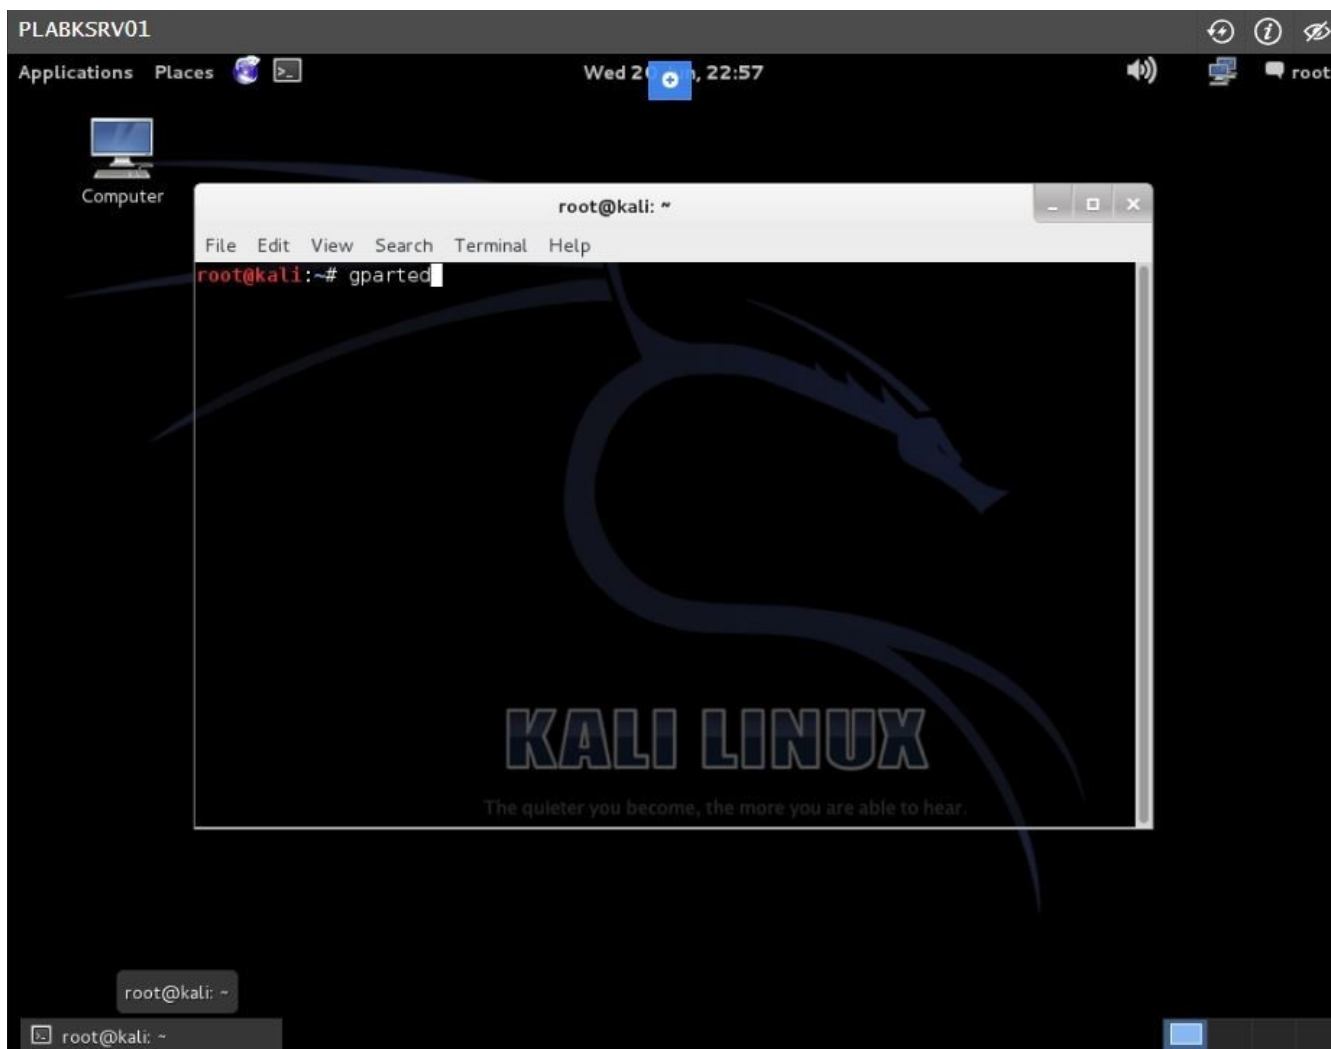 PLABKSRV01
Applications Places Wed 20 , 22:57 root
Computer
root@kali: ~
File Edit View Search Terminal Help
root@kali:~# gparted
KALI LINUX
The quieter you become, the more you are able to hear.
root@kali: ~
root@kali: ~